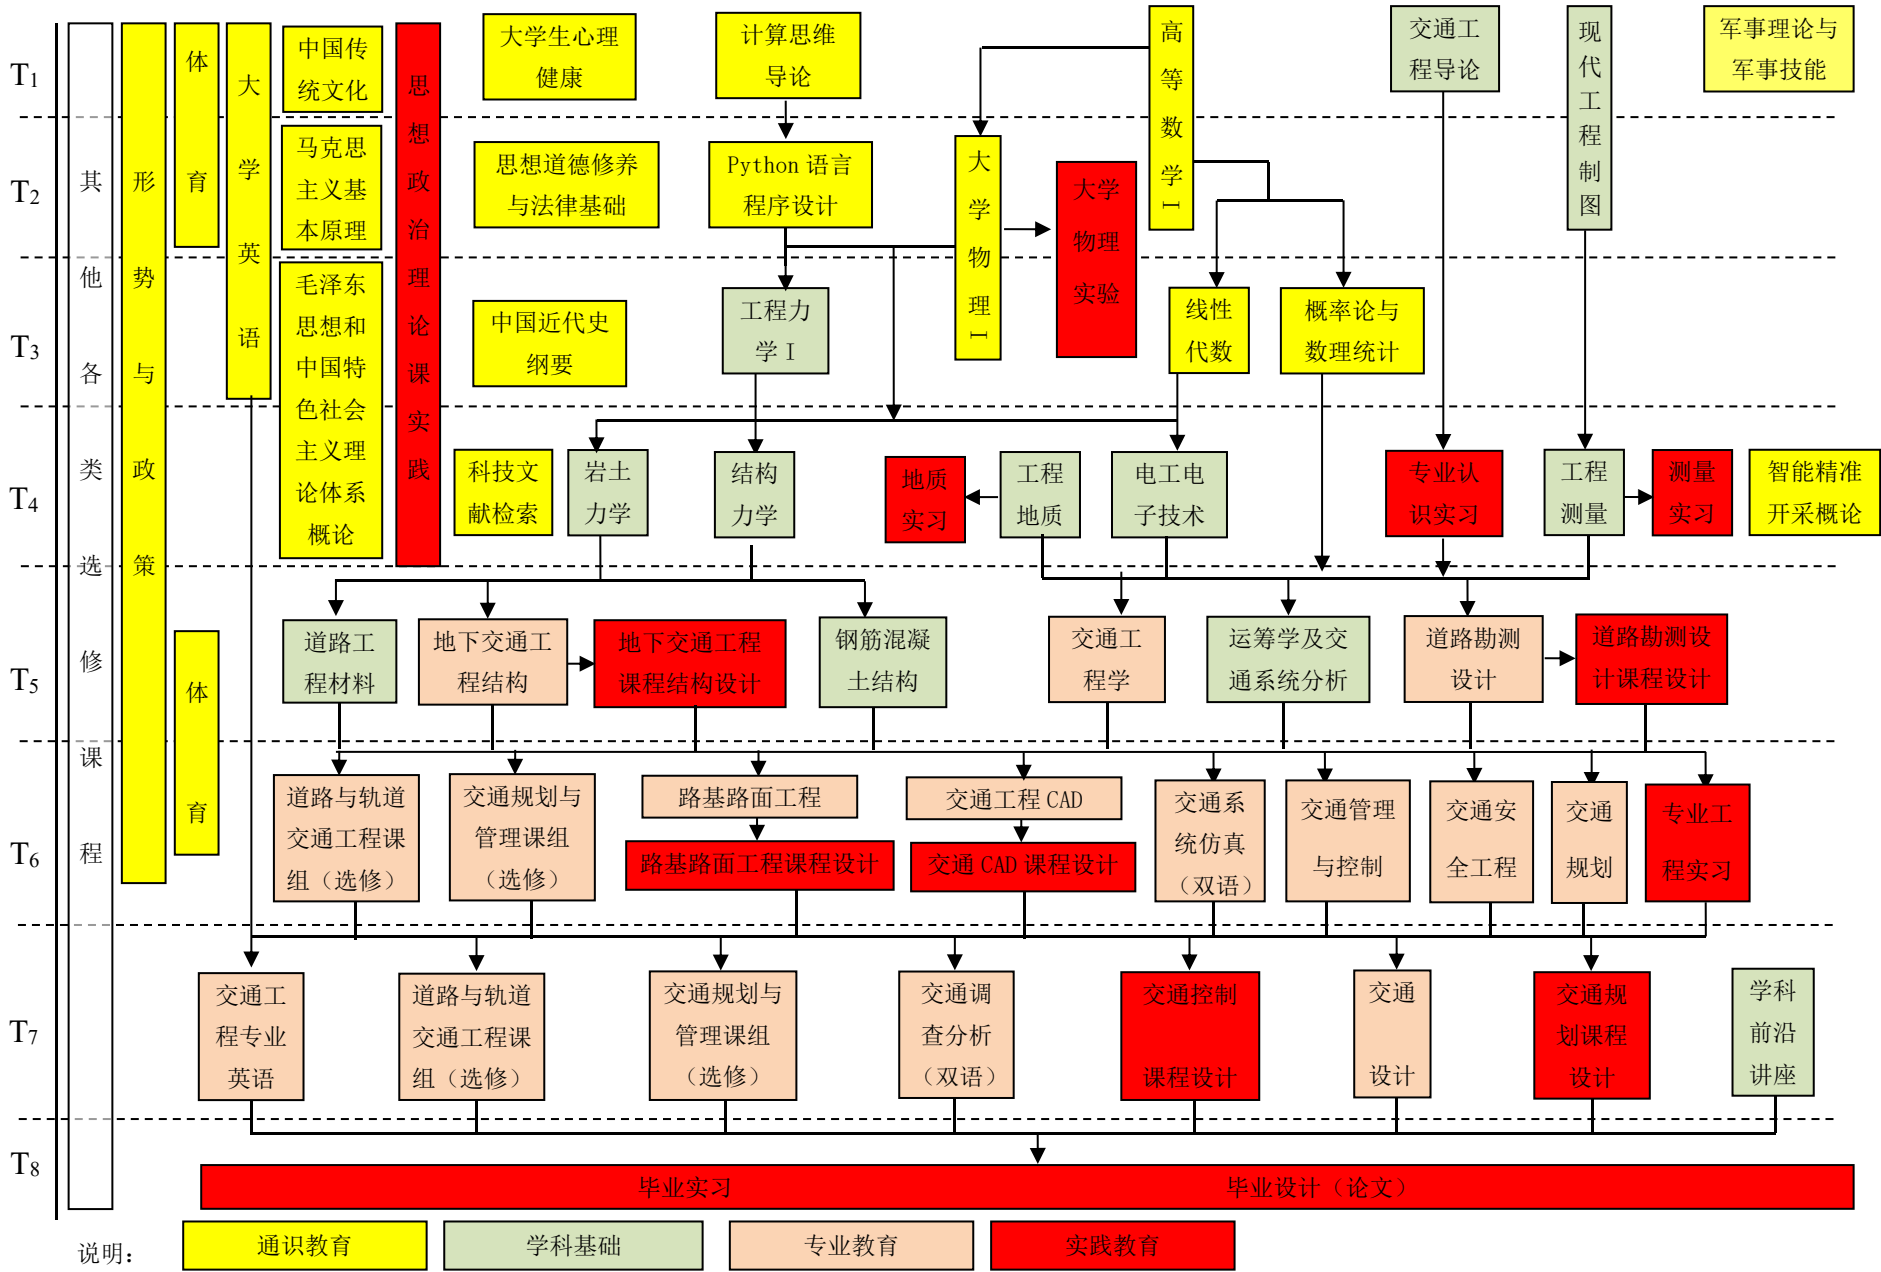 T1
T2
T3
T4
T5
T6
T7
T8
其他各类选修课程
形势与政策
体育
大学英语
中国传
统文化
马克思
主义基
本原理
毛泽东
思想和
中国特
色社会
主义理
论体系
概论
思想政治理论课实践
大学生心理
健康
计算思维
导论
高等数学I
交通工
程导论
现代工程制图
军事理论与
军事技能
思想道德修养
与法律基础
Python 语言
程序设计
大学物理I
大学
物理
实验
中国近代史
纲要
工程力
学 I
线性
代数
概率论与
数理统计
科技文
献检索
岩土
力学
结构
力学
地质
实习
工程
地质
电工电
子技术
专业认
识实习
工程
测量
测量
实习
智能精准
开采概论
体育
道路工
程材料
地下交通工
程结构
地下交通工程
课程结构设计
钢筋混凝
土结构
交通工
程学
运筹学及交
通系统分析
道路勘测
设计
道路勘测设
计课程设计
道路与轨道
交通工程课
组（选修）
交通规划与
管理课组
（选修）
路基路面工程
路基路面工程课程设计
交通工程 CAD
交通 CAD 课程设计
交通系
统仿真
（双语）
交通管理
与控制
交通安
全工程
交通
规划
专业工
程实习
交通工
程专业
英语
道路与轨道
交通工程课
组（选修）
交通规划与
管理课组
（选修）
交通调
查分析
（双语）
交通控制
课程设计
交通
设计
交通规
划课程
设计
学科
前沿
讲座
毕业实习 毕业设计（论文）
说明：
通识教育
学科基础
专业教育
实践教育